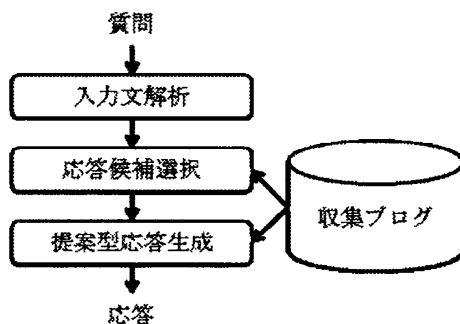 質問
入力文解析
応答候補選択
収集ブログ
提案型応答生成
応答